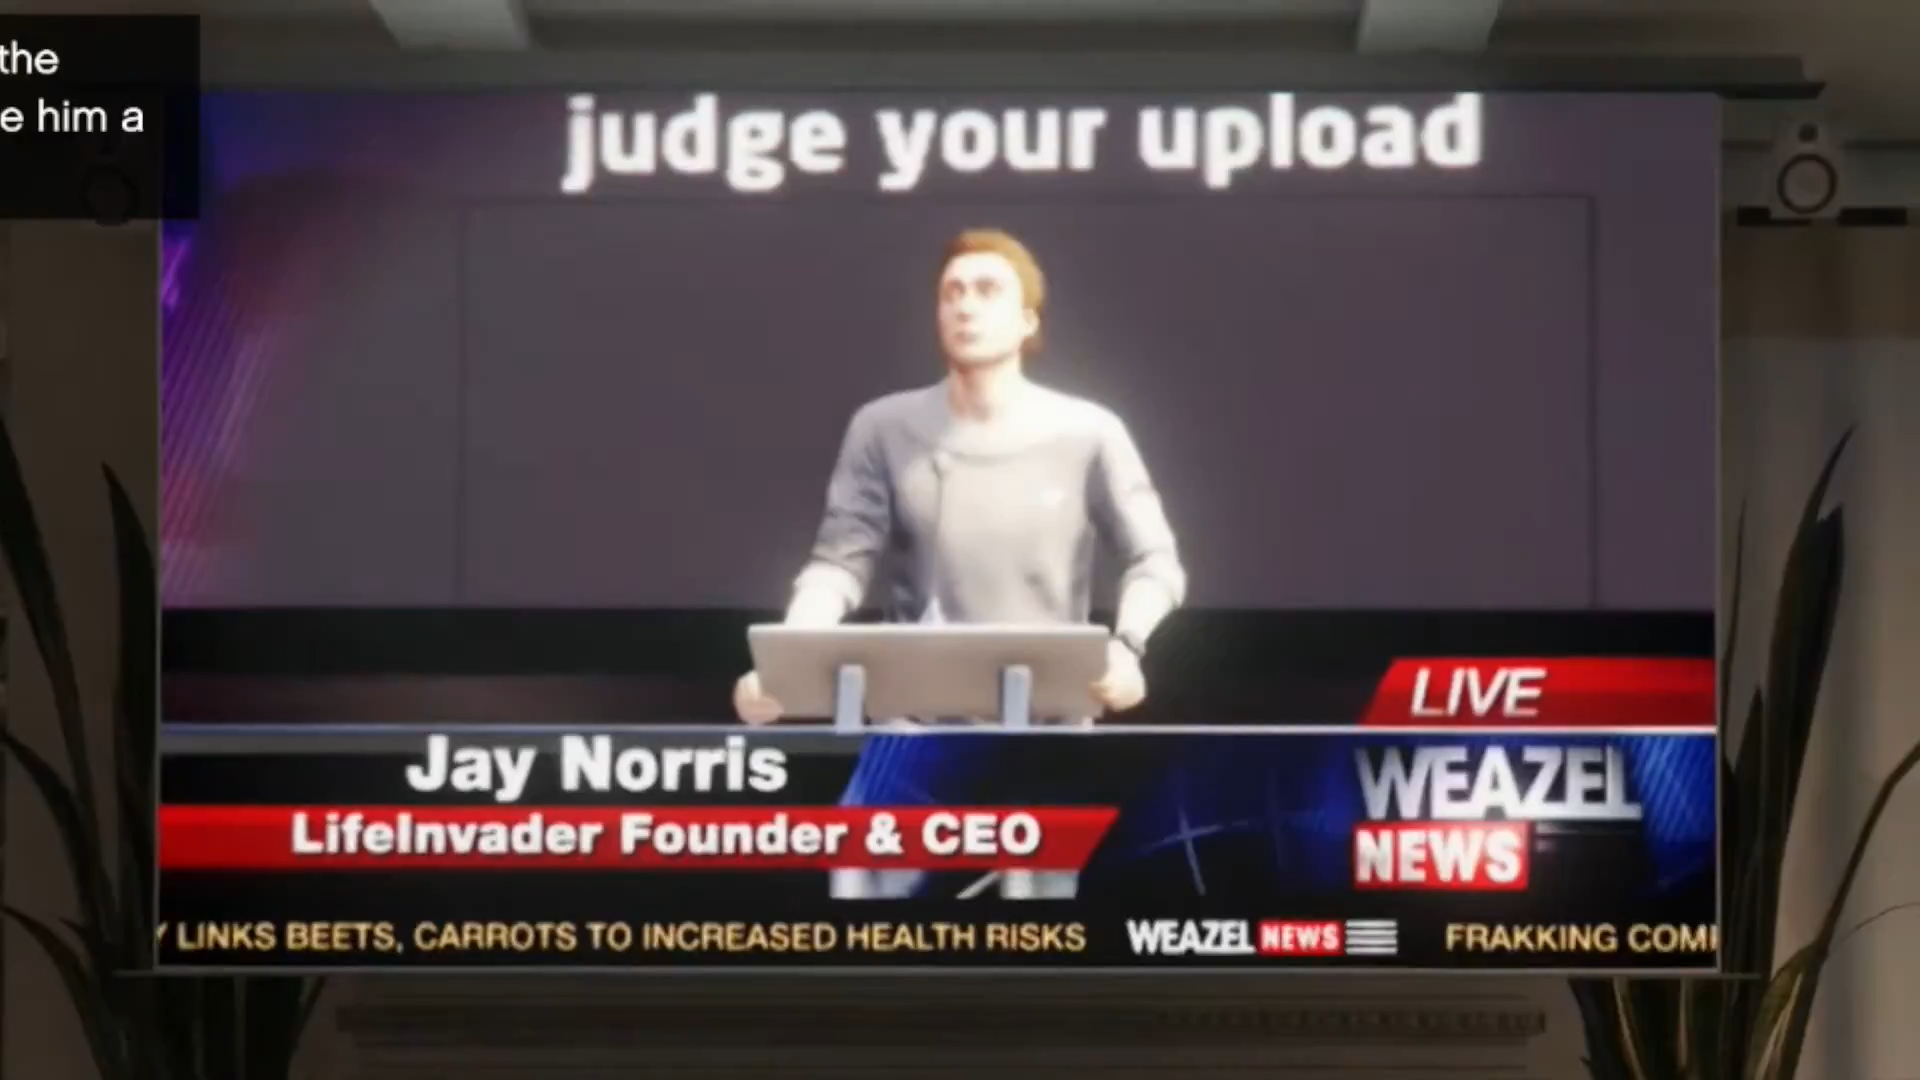 the
e him a
judge your upload
LIVE
Jay Norris
LifeInvader Founder & CEO
WEAZEL
NEWS
LINKS BEETS, CARROTS TO INCREASED HEALTH RISKS WEAZEL NEWS FRAKKING COM